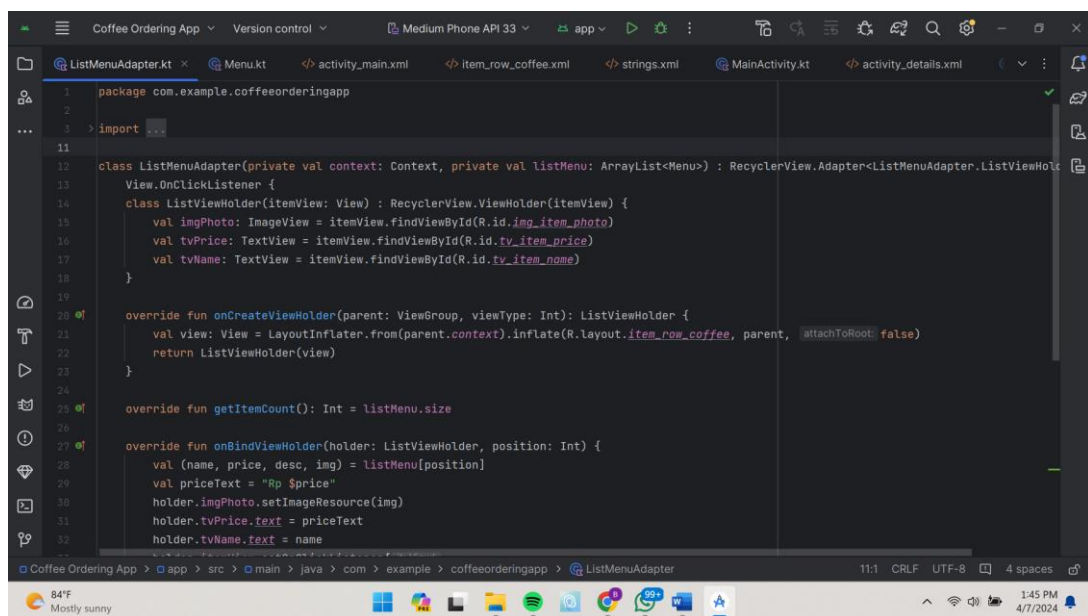 Coffee Ordering App Version control Medium Phone API 33 app
ListMenuAdapter.kt Menu.kt activity_main.xml item_row_coffee.xml strings.xml MainActivity.kt activity_details.xml
1 package com.example.coffeeorderingapp
2
3 import ...
11
12 class ListMenuAdapter(private val context: Context, private val listMenu: ArrayList<Menu>) : RecyclerView.Adapter<ListMenuAdapter.ListViewHol
13 View.OnClickListener {
14 class ListViewHolder(itemView: View) : RecyclerView.ViewHolder(itemView) {
15 val imgPhoto: ImageView = itemView.findViewById(R.id.img_item_photo)
16 val tvPrice: TextView = itemView.findViewById(R.id.tv_item_price)
17 val tvName: TextView = itemView.findViewById(R.id.tv_item_name)
18 }
19
20 override fun onCreateViewHolder(parent: ViewGroup, viewType: Int): ListViewHolder {
21 val view: View = LayoutInflater.from(parent.context).inflate(R.layout.item_row_coffee, parent, attachToRoot: false)
22 return ListViewHolder(view)
23 }
24
25 override fun getItemCount(): Int = listMenu.size
26
27 override fun onBindViewHolder(holder: ListViewHolder, position: Int) {
28 val (name, price, desc, img) = listMenu[position]
29 val priceText = "Rp $price"
30 holder.imgPhoto.setImageResource(img)
31 holder.tvPrice.text = priceText
32 holder.tvName.text = name
Coffee Ordering App > app > src > main > java > com > example > coffeeorderingapp > ListMenuAdapter 11:1 CRLF UTF-8 4 spaces
84°F
Mostly sunny
99+
1:45 PM
4/7/2024